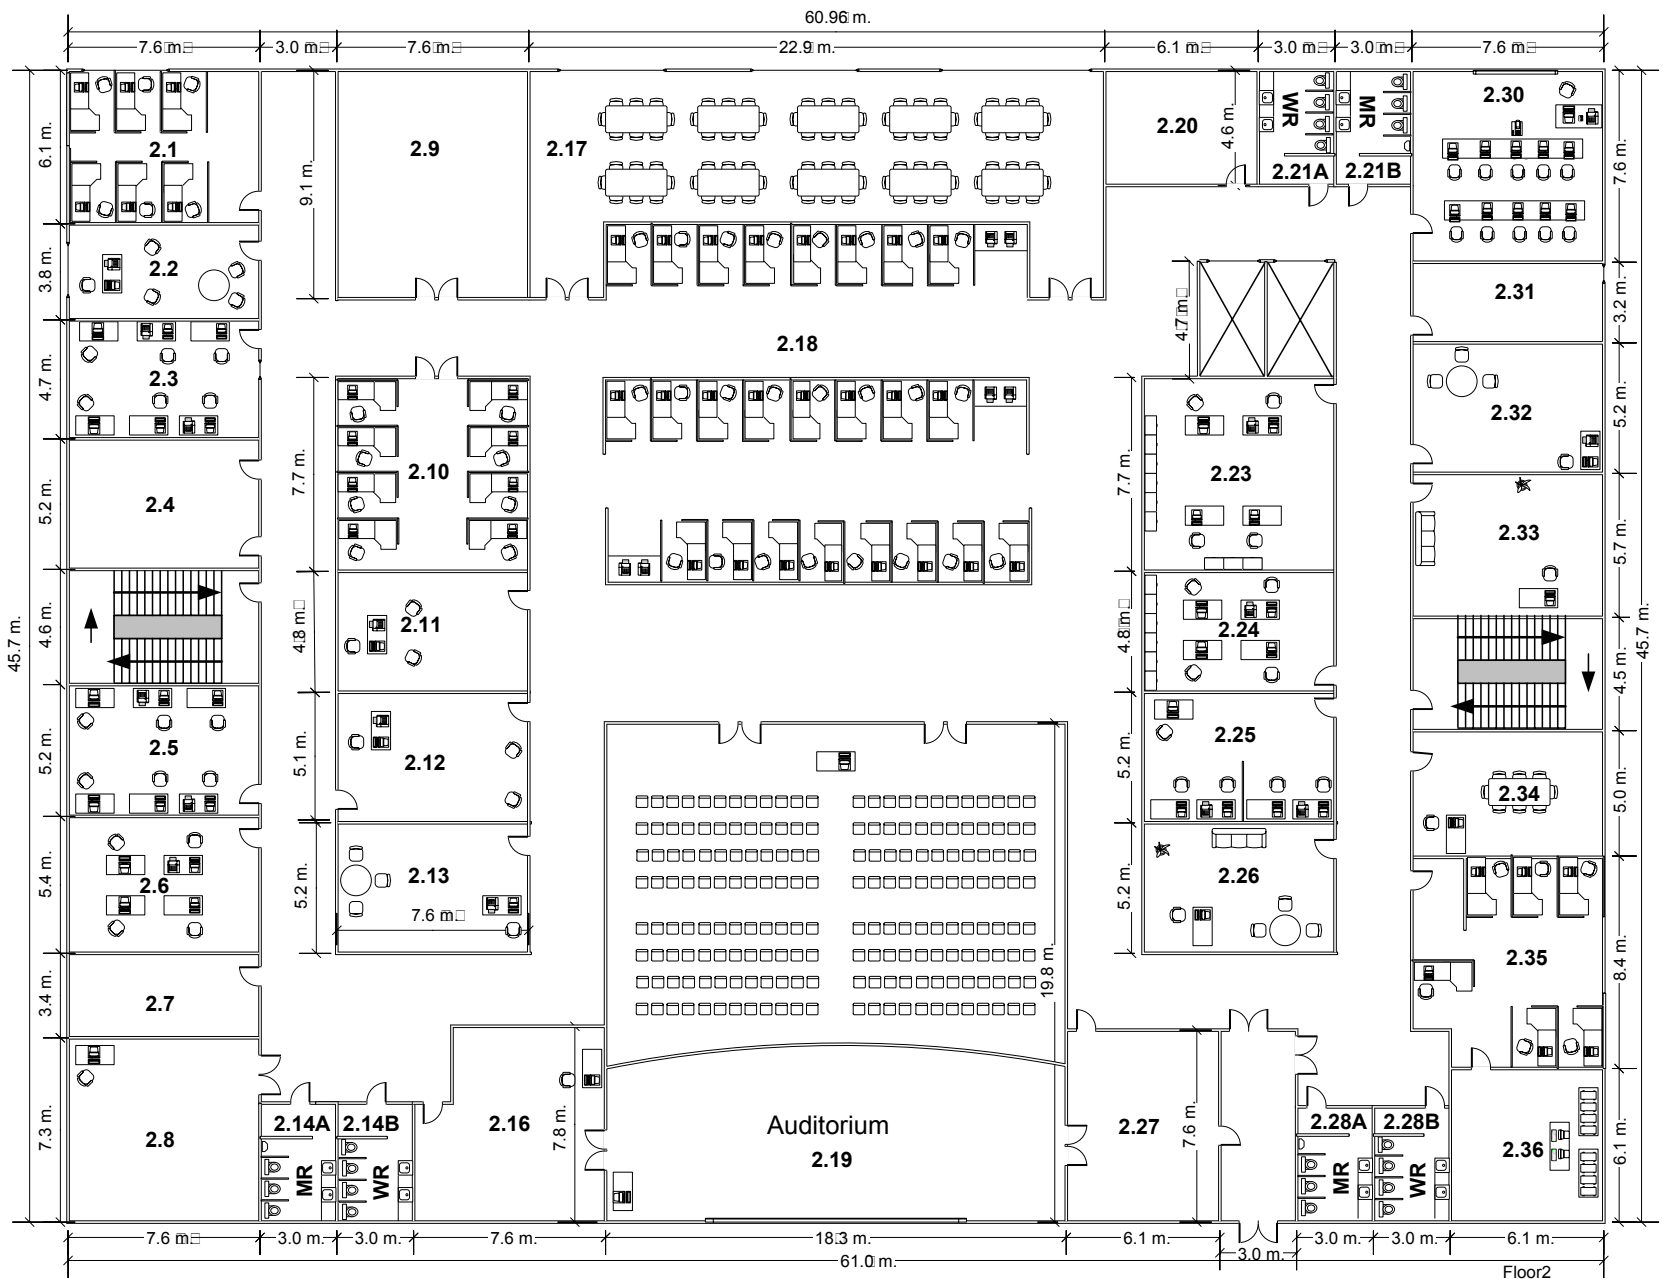 60.96 m.
7.6 m.
3.0 m.
7.6 m.
22.9 m.
6.1 m.
3.0 m.
3.0 m.
7.6 m.
45.7 m.
6.1 m.
3.8 m.
4.7 m.
5.2 m.
4.6 m.
5.2 m.
5.4 m.
3.4 m.
7.3 m.
2.1
2.2
2.3
2.4
2.5
2.6
2.7
2.8
9.1 m.
7.7 m.
4.8 m.
5.1 m.
5.2 m.
2.9
2.10
2.11
2.12
2.13
7.6 m.
2.14A
MR
2.14B
WR
2.16
7.8 m.
2.17
2.18
Auditorium
2.19
19.8 m.
2.20
4.6 m.
WR
2.21A
MR
2.21B
4.7 m.
7.7 m.
4.8 m.
5.2 m.
5.2 m.
2.23
2.24
2.25
2.26
2.27
7.6 m.
2.28A
MR
2.28B
WR
2.30
2.31
2.32
2.33
2.34
2.35
2.36
7.6 m.
3.2 m.
5.2 m.
5.7 m.
4.5 m.
5.0 m.
8.4 m.
6.1 m.
45.7 m.
7.6 m.
3.0 m.
3.0 m.
7.6 m.
18.3 m.
6.1 m.
3.0 m.
3.0 m.
3.0 m.
6.1 m.
61.0 m.
Floor2